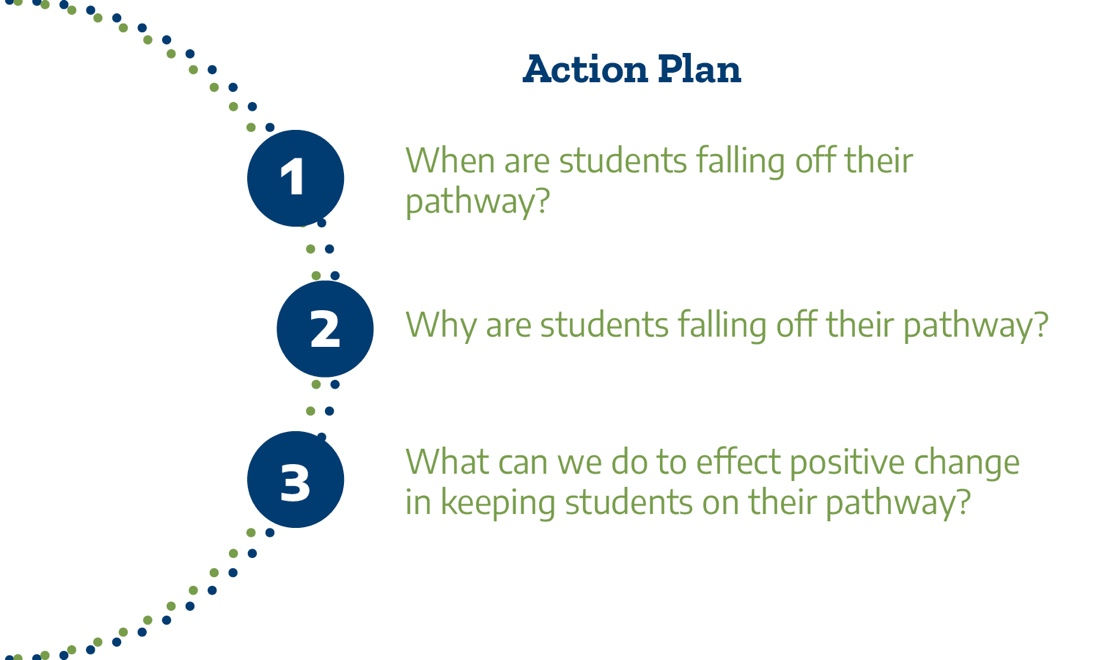 Action Plan
1
When are students falling off their
pathway?
2
Why are students falling off their pathway?
3
What can we do to effect positive change
in keeping students on their pathway?